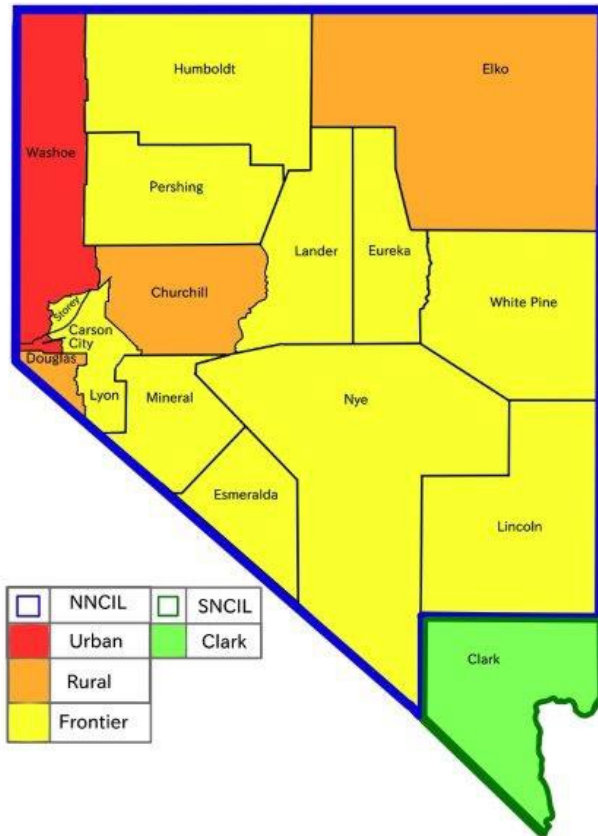 Humboldt
Elko
Washoe
Pershing
Lander
Eureka
Churchill
White Pine
Storey
Carson
City
Douglas
Lyon
Mineral
Nye
Esmeralda
Lincoln
NNCIL
SNCIL
Urban
Clark
Rural
Frontier
Clark